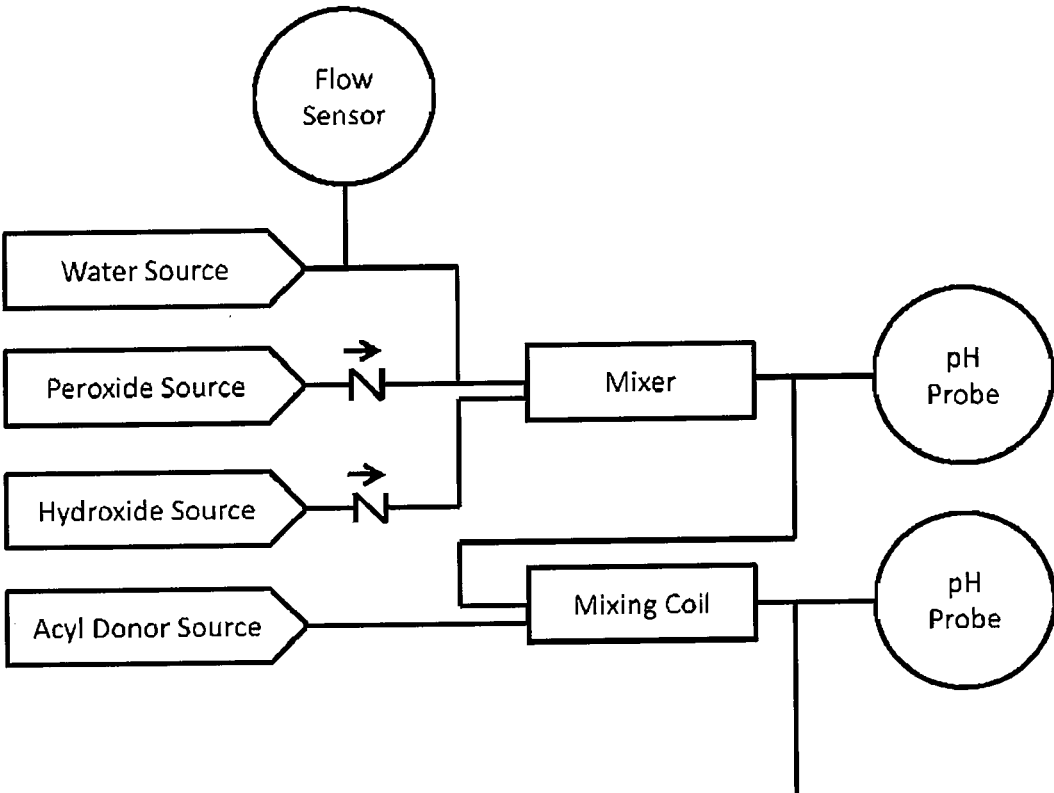 Flow
Sensor
Water Source
Peroxide Source
Mixer
pH
Probe
Hydroxide Source
Mixing Coil
pH
Probe
Acyl Donor Source